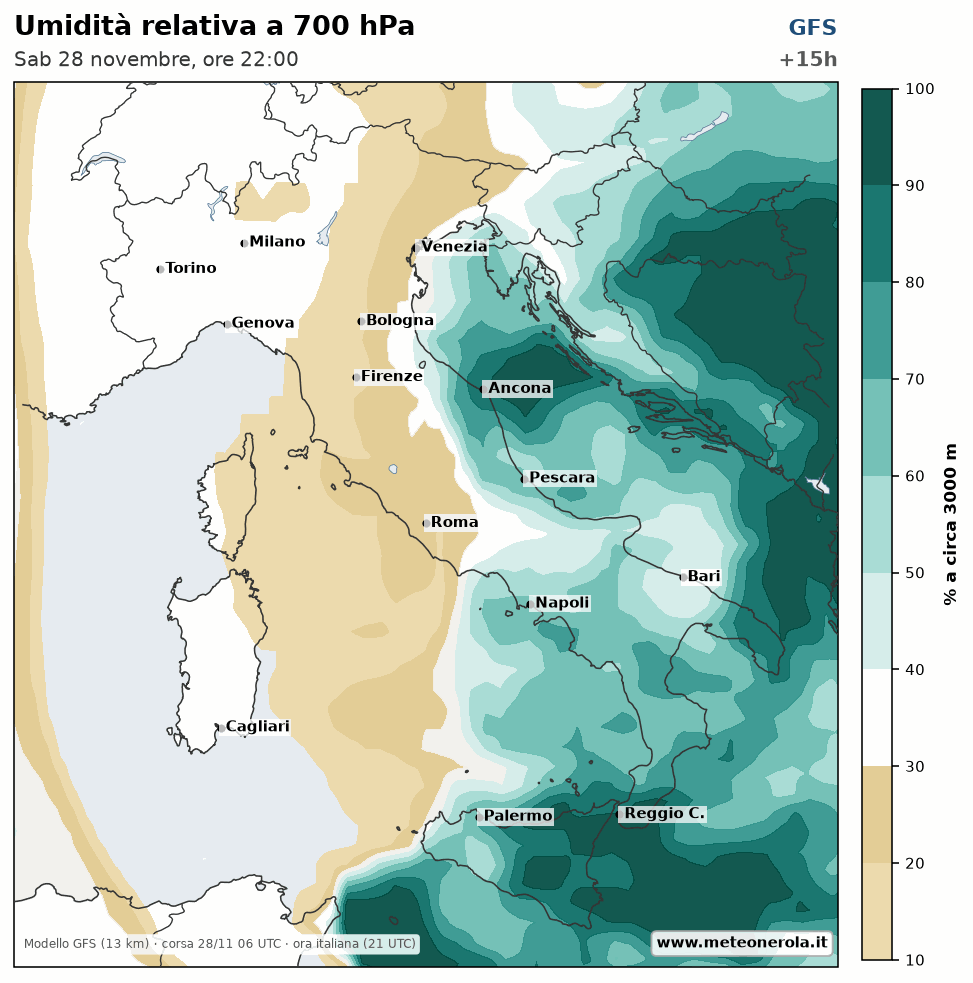 Umidità relativa a 700 hPa
GFS
Sab 28 novembre, ore 22:00
+15h
100
90
80
70
60
50
40
30
20
10
% a circa 3000 m
Milano
Venezia
Torino
Genova
Bologna
Firenze
Ancona
Pescara
Roma
Bari
Napoli
Cagliari
Palermo
Reggio C.
Modello GFS (13 km) · corsa 28/11 06 UTC · ora italiana (21 UTC)
www.meteonerola.it